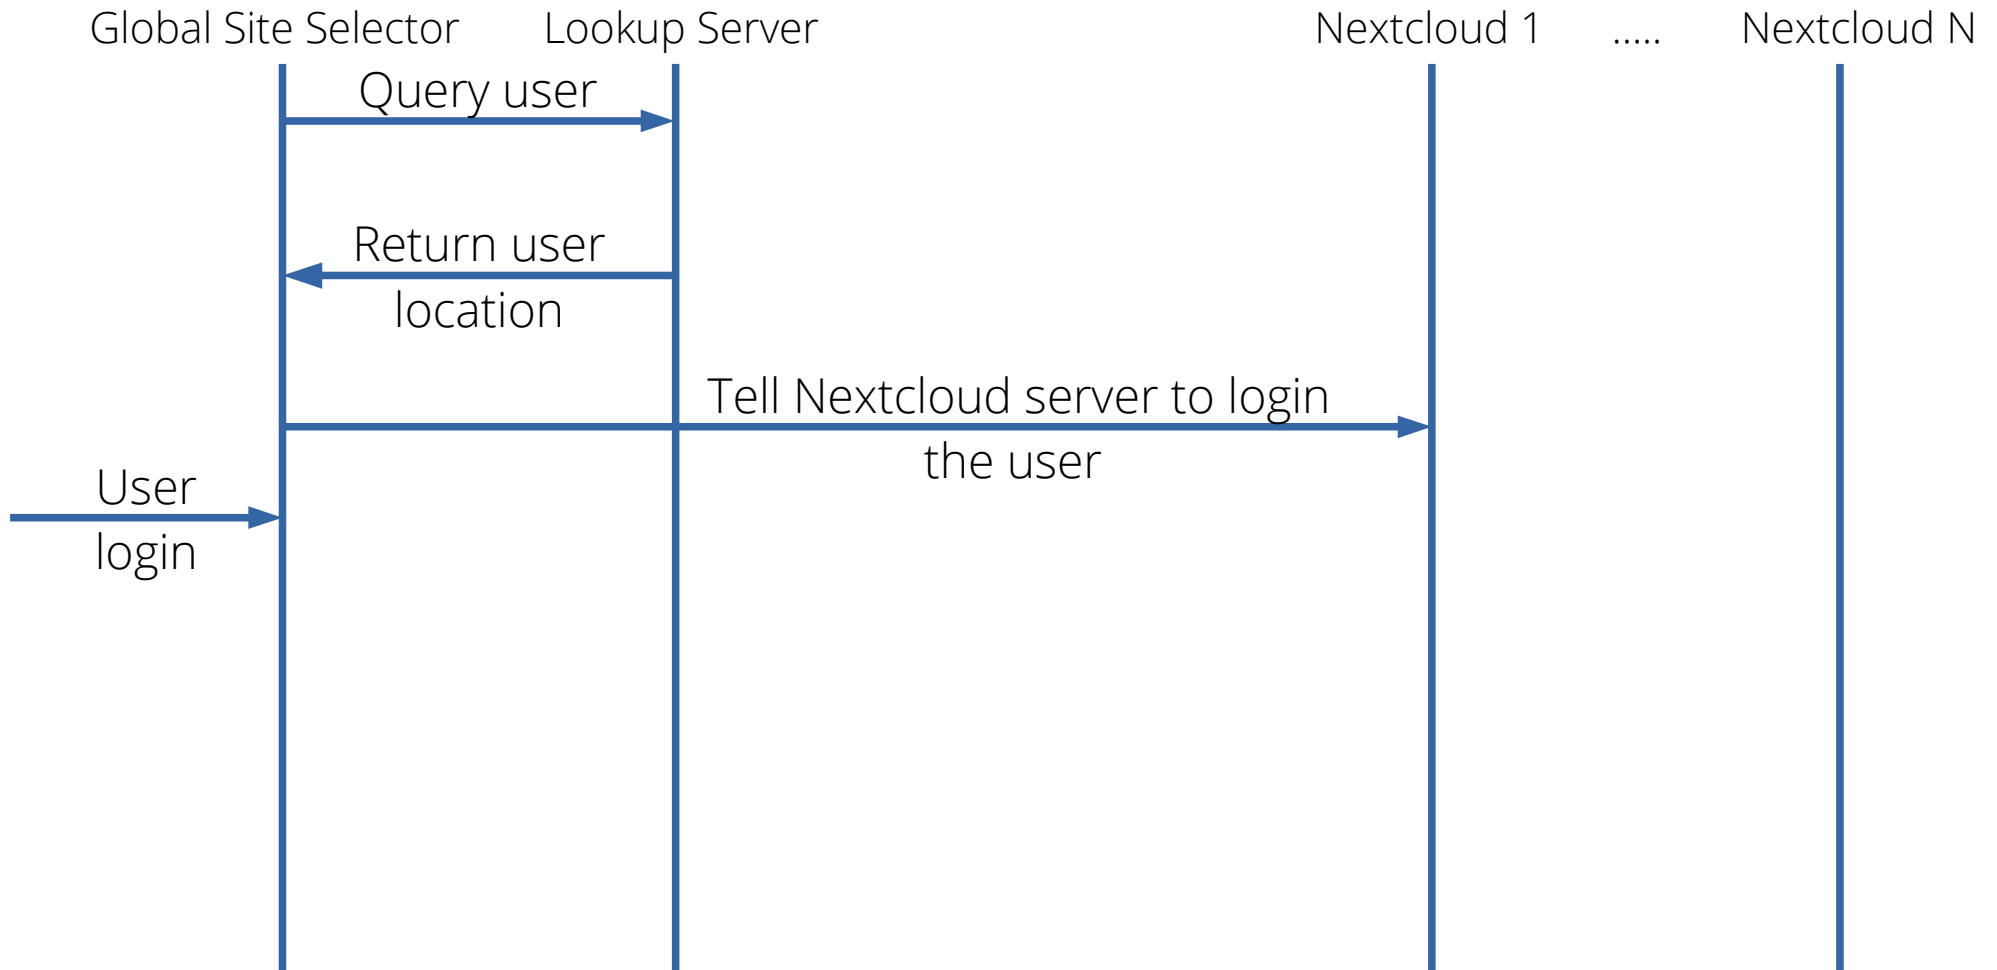 Global Site Selector
Lookup Server
Nextcloud 1
.....
Nextcloud N
Query user
Return user
location
Tell Nextcloud server to login
the user
User
login